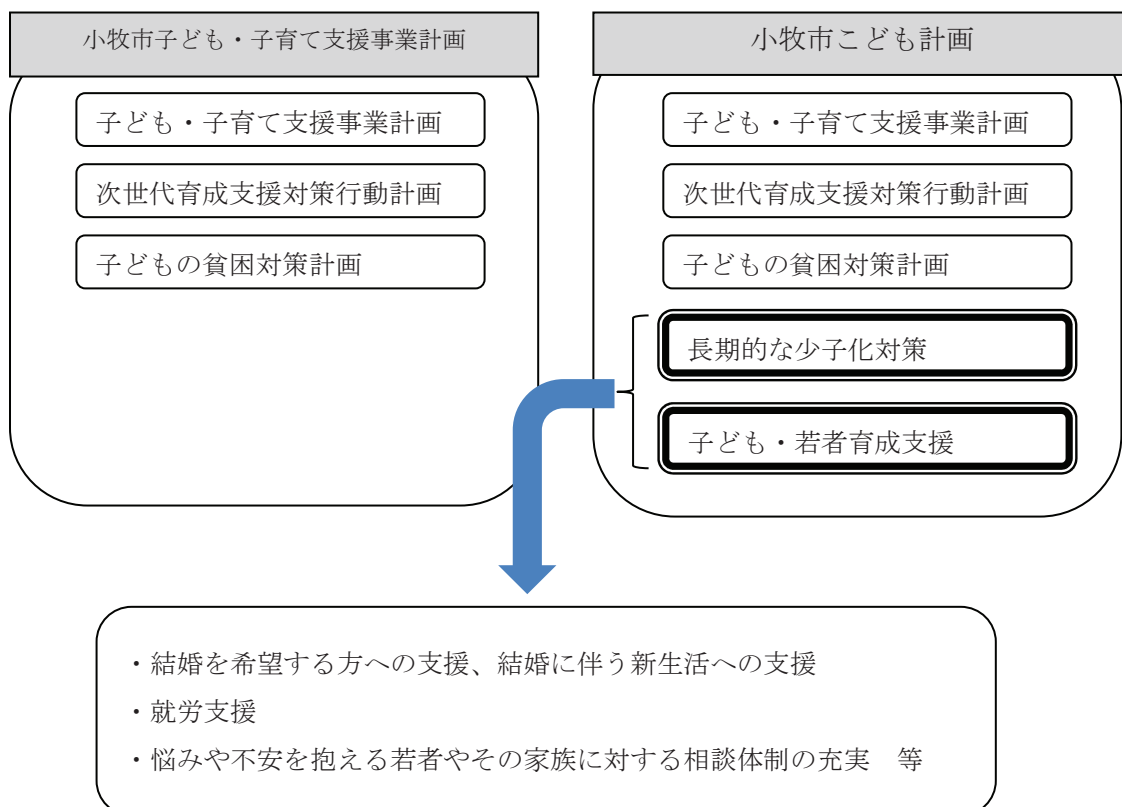 小牧市子ども・子育て支援事業計画
子ども・子育て支援事業計画
次世代育成支援対策行動計画
子どもの貧困対策計画
小牧市こども計画
子ども・子育て支援事業計画
次世代育成支援対策行動計画
子どもの貧困対策計画
長期的な少子化対策
子ども・若者育成支援
・結婚を希望する方への支援、結婚に伴う新生活への支援
・就労支援
・悩みや不安を抱える若者やその家族に対する相談体制の充実　等